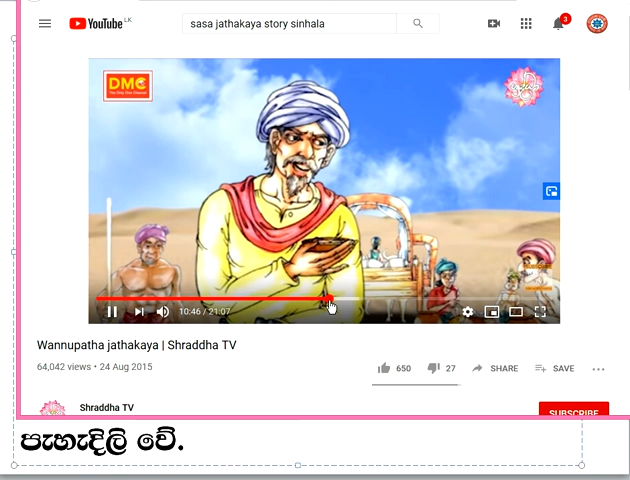 YouTube LK
sasa jathakaya story sinhala
3
DMC
10:46 / 21:07
Wannupatha jathakaya | Shraddha TV
64,042 views • 24 Aug 2015
650
27
SHARE
SAVE
Shraddha TV
SUBSCRIBE
පැහැදිලි වේ.